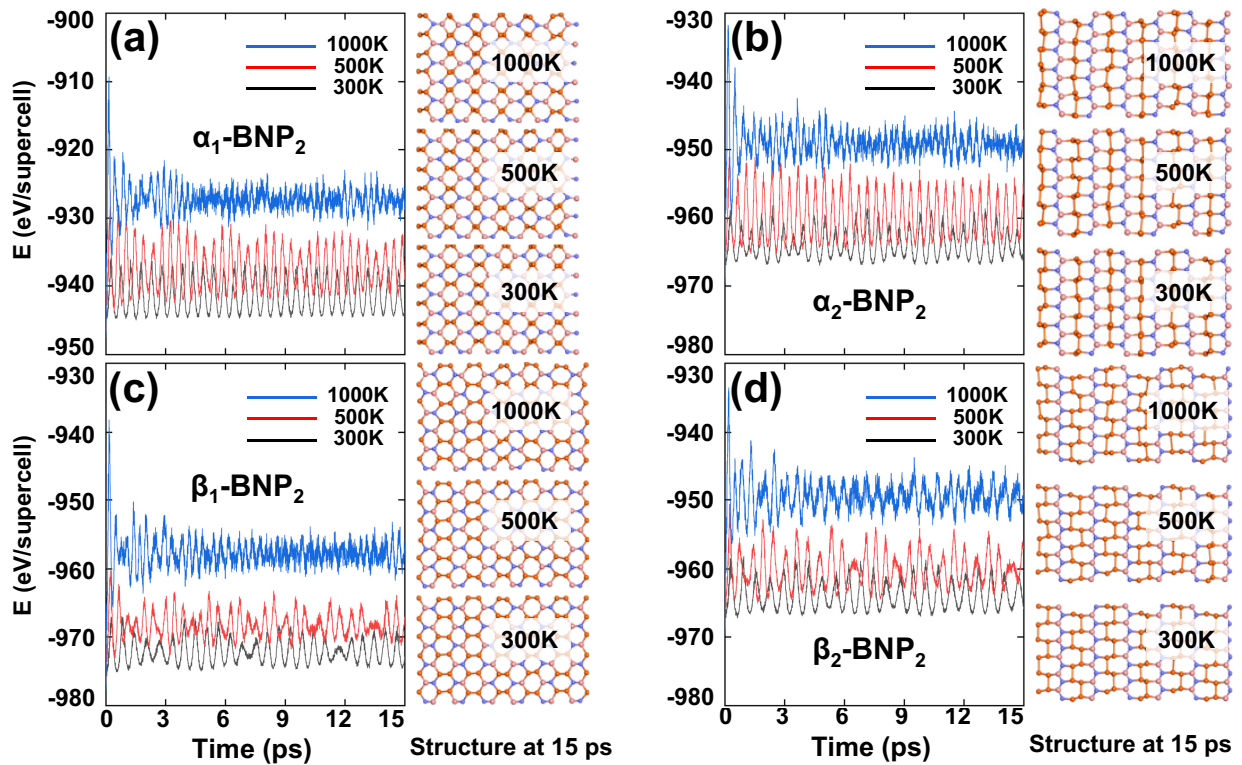 (a)
E (eV/supercell)
-900
-910
-920
-930
-940
-950
1000K
500K
300K
α₁-BNP₂
1000K
500K
300K
(b)
-930
-940
-950
-960
-970
-980
1000K
500K
300K
α₂-BNP₂
1000K
500K
300K
(c)
E (eV/supercell)
-930
-940
-950
-960
-970
-980
1000K
500K
300K
β₁-BNP₂
0 3 6 9 12 15
Time (ps)
1000K
500K
300K
Structure at 15 ps
(d)
-930
-940
-950
-960
-970
-980
1000K
500K
300K
β₂-BNP₂
0 3 6 9 12 15
Time (ps)
1000K
500K
300K
Structure at 15 ps